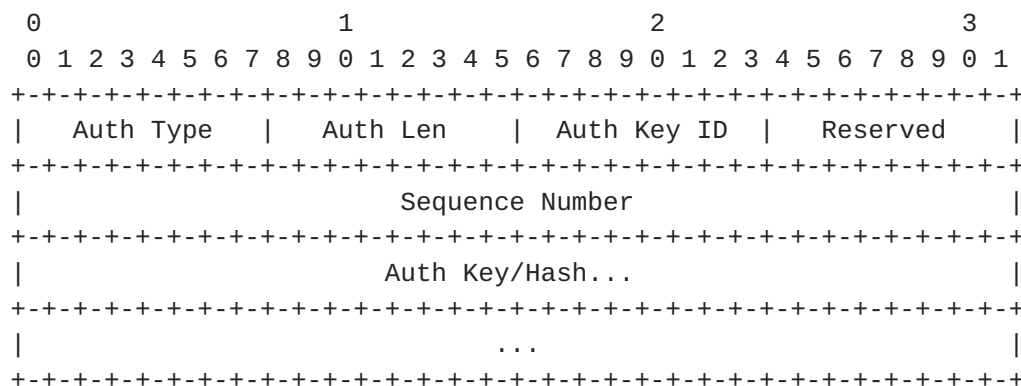 0                   1                   2                   3
 0 1 2 3 4 5 6 7 8 9 0 1 2 3 4 5 6 7 8 9 0 1 2 3 4 5 6 7 8 9 0 1
+-+-+-+-+-+-+-+-+-+-+-+-+-+-+-+-+-+-+-+-+-+-+-+-+-+-+-+-+-+-+-+-+
|   Auth Type   |   Auth Len    |  Auth Key ID  |   Reserved    |
+-+-+-+-+-+-+-+-+-+-+-+-+-+-+-+-+-+-+-+-+-+-+-+-+-+-+-+-+-+-+-+-+
|                        Sequence Number                        |
+-+-+-+-+-+-+-+-+-+-+-+-+-+-+-+-+-+-+-+-+-+-+-+-+-+-+-+-+-+-+-+-+
|                       Auth Key/Hash...                        |
+-+-+-+-+-+-+-+-+-+-+-+-+-+-+-+-+-+-+-+-+-+-+-+-+-+-+-+-+-+-+-+-+
|                              ...                              |
+-+-+-+-+-+-+-+-+-+-+-+-+-+-+-+-+-+-+-+-+-+-+-+-+-+-+-+-+-+-+-+-+